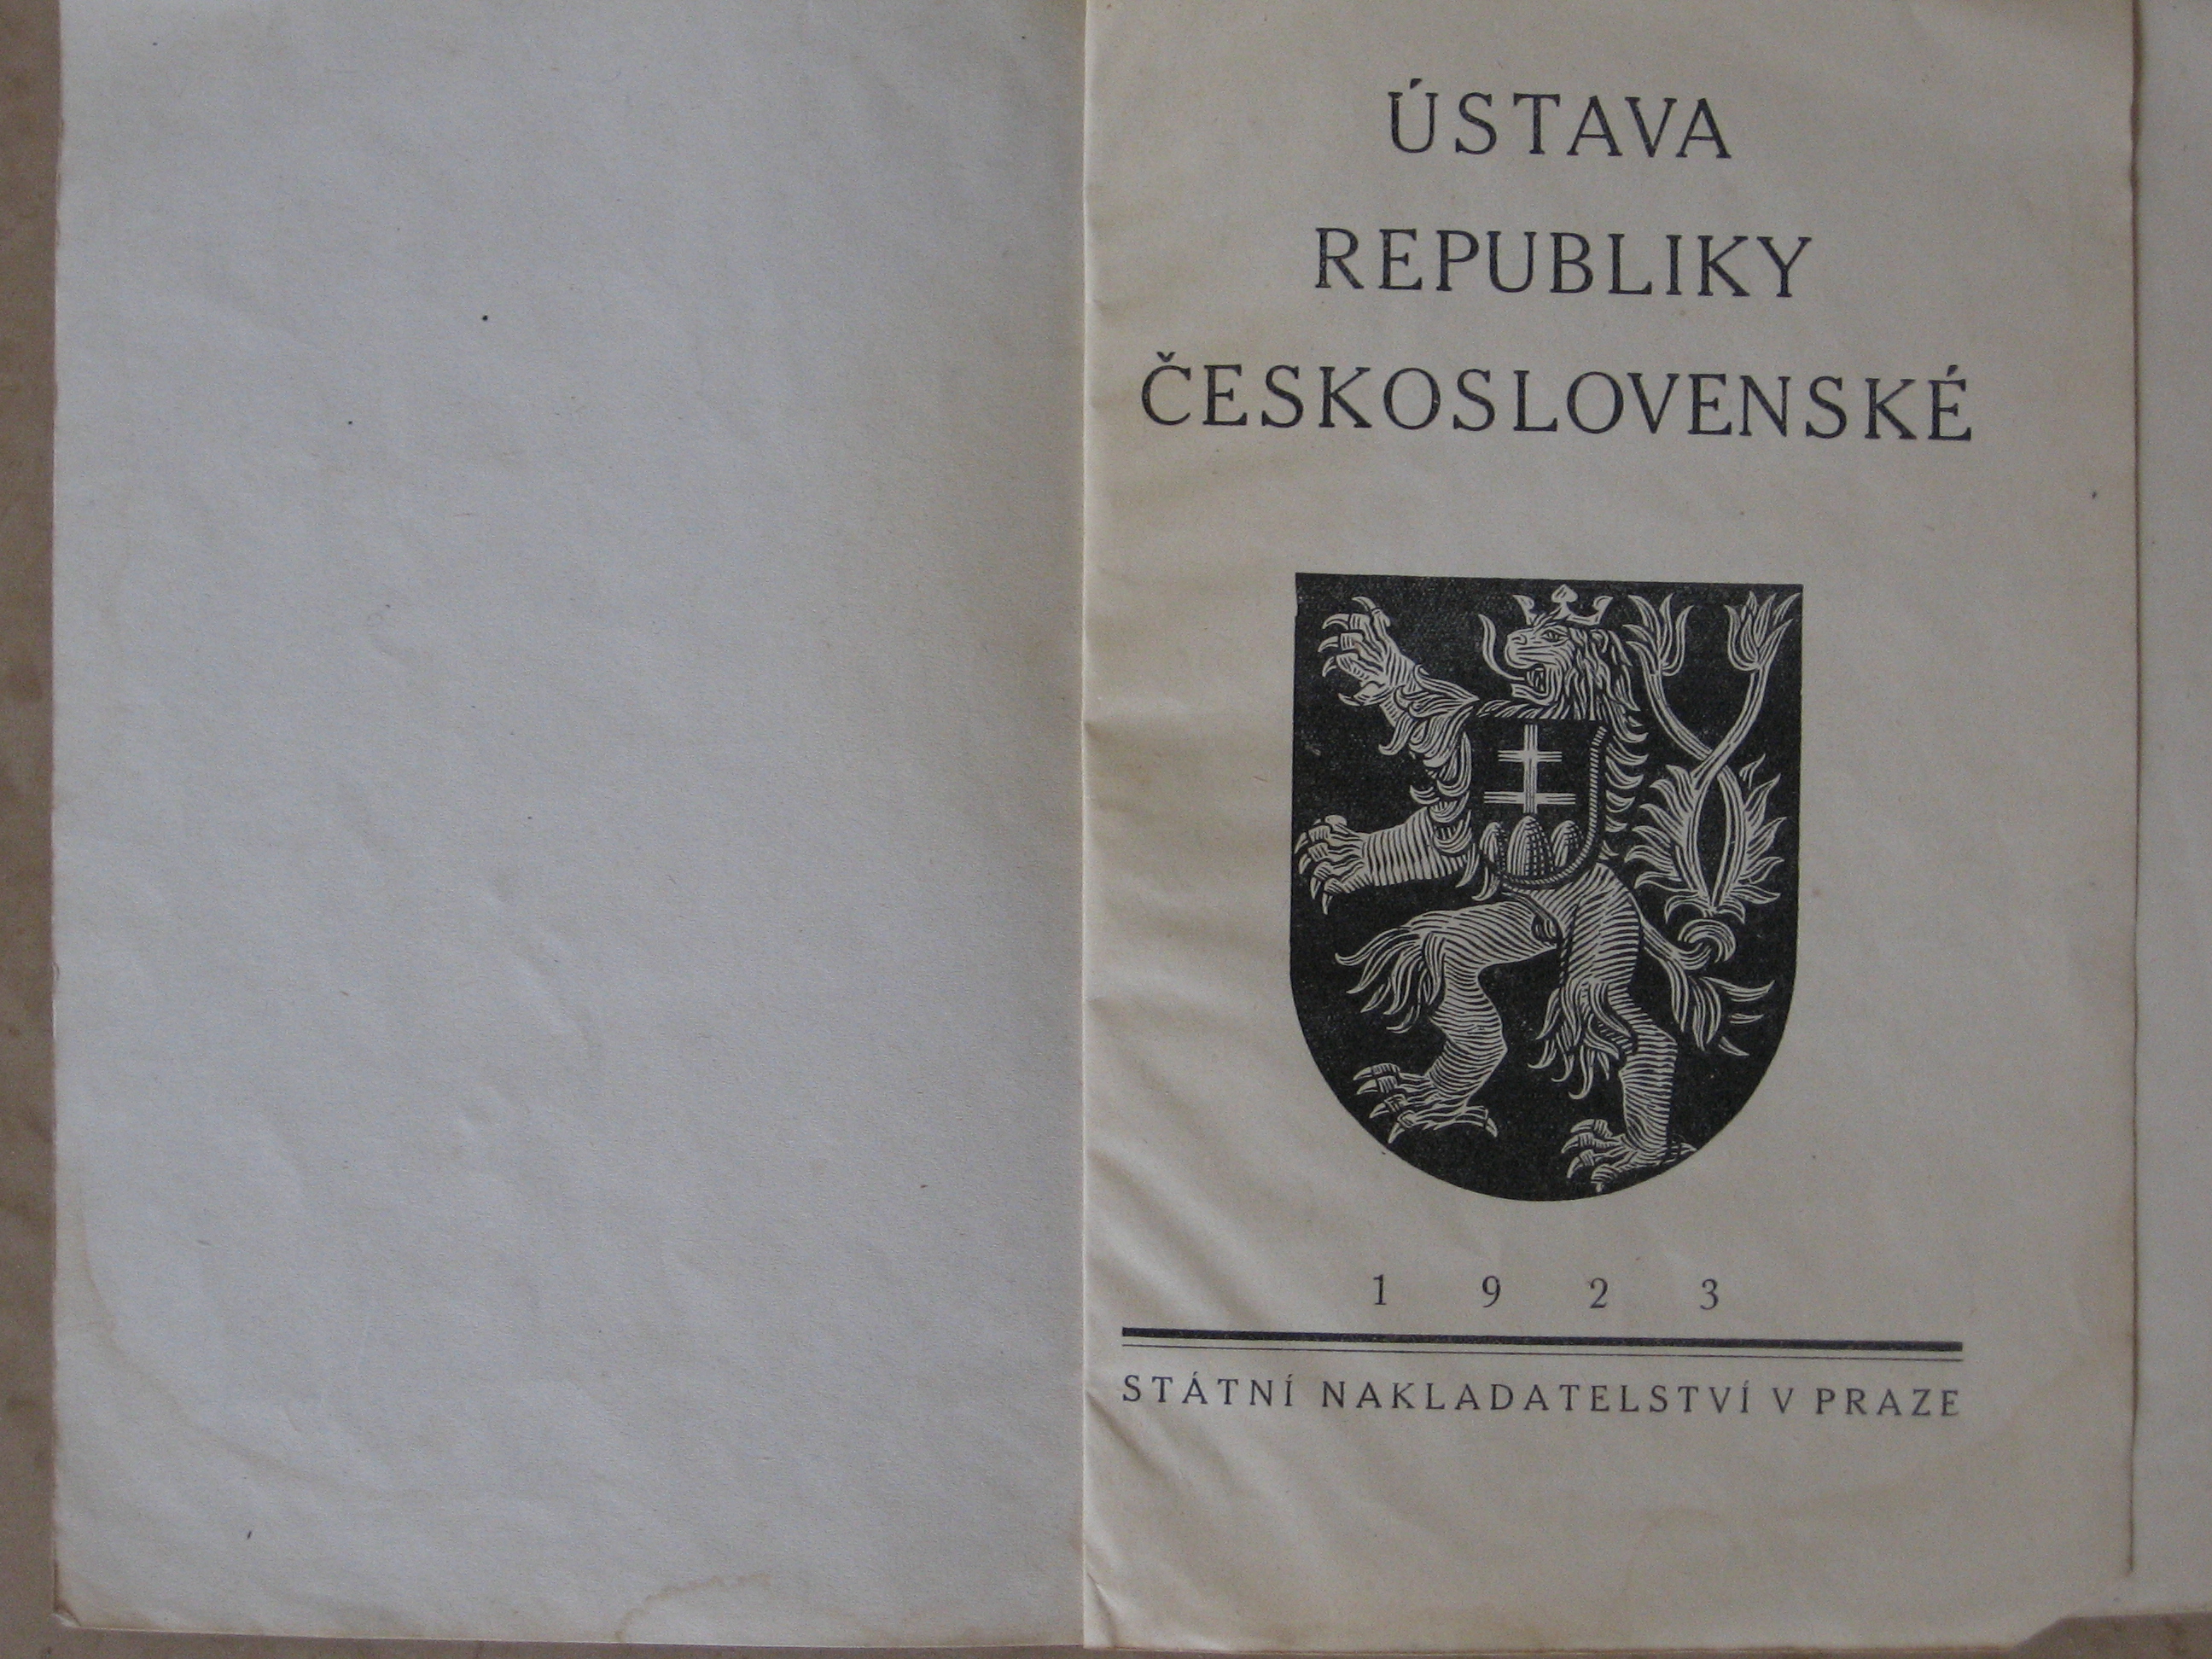 ÚSTAVA
REPUBLIKY
ČESKOSLOVENSKÉ
1 9 2 3
STÁTNÍ NAKLADATELSTVÍ V PRAZE